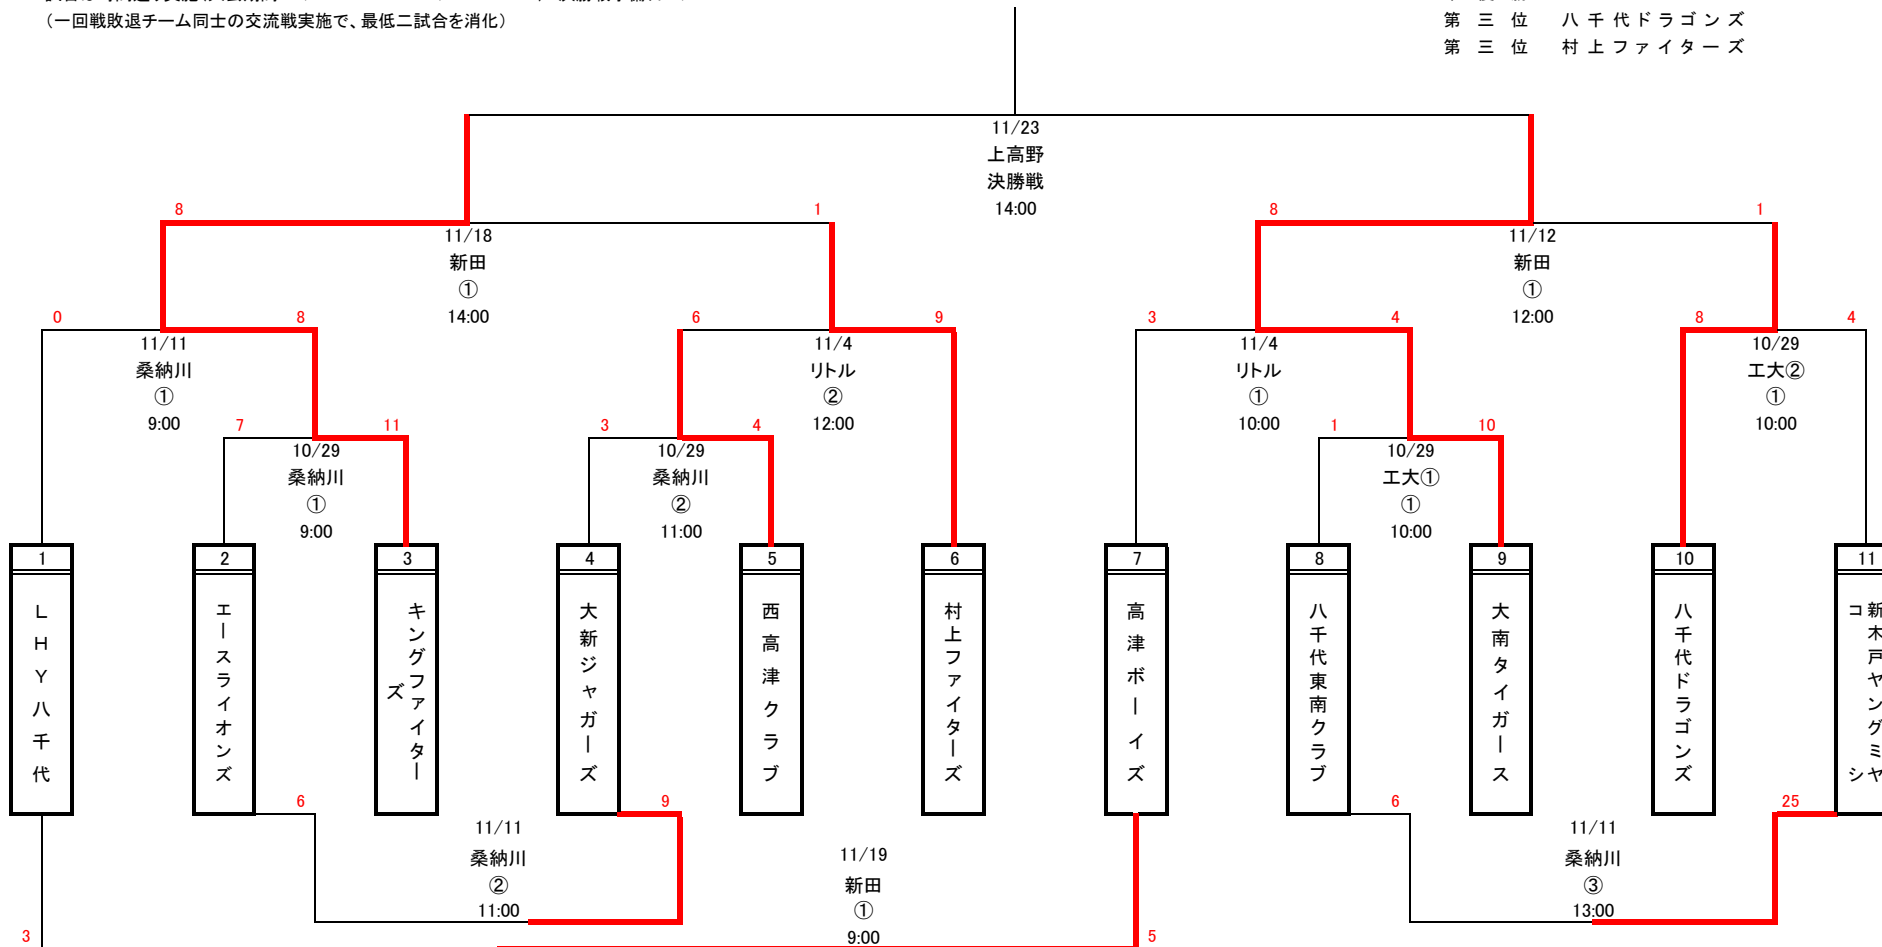 （一回戦敗退チーム同士の交流戦実施で、最低二試合を消化）
第三位 八千代ドラゴンズ
第三位 村上ファイターズ
11/23
上高野
決勝戦
14:00
8
1
8
1
11/18
新田
①
14:00
11/12
新田
①
12:00
0
8
6
9
3
4
8
4
11/11
桑納川
①
9:00
11/4
リトル
②
12:00
11/4
リトル
①
10:00
10/29
工大②
①
10:00
7
11
3
4
1
10
10/29
桑納川
①
9:00
10/29
桑納川
②
11:00
10/29
工大①
①
10:00
1
2
3
4
5
6
7
8
9
10
11
LHY八千代
エースライオンズ
キングファイターズ
大新ジャガーズ
西高津クラブ
村上ファイターズ
高津ボーイズ
八千代東南クラブ
大南タイガース
八千代ドラゴンズ
新木戸ヤングミヤコシ
6
9
6
25
11/11
桑納川
②
11:00
11/19
新田
①
9:00
11/11
桑納川
③
13:00
3
5